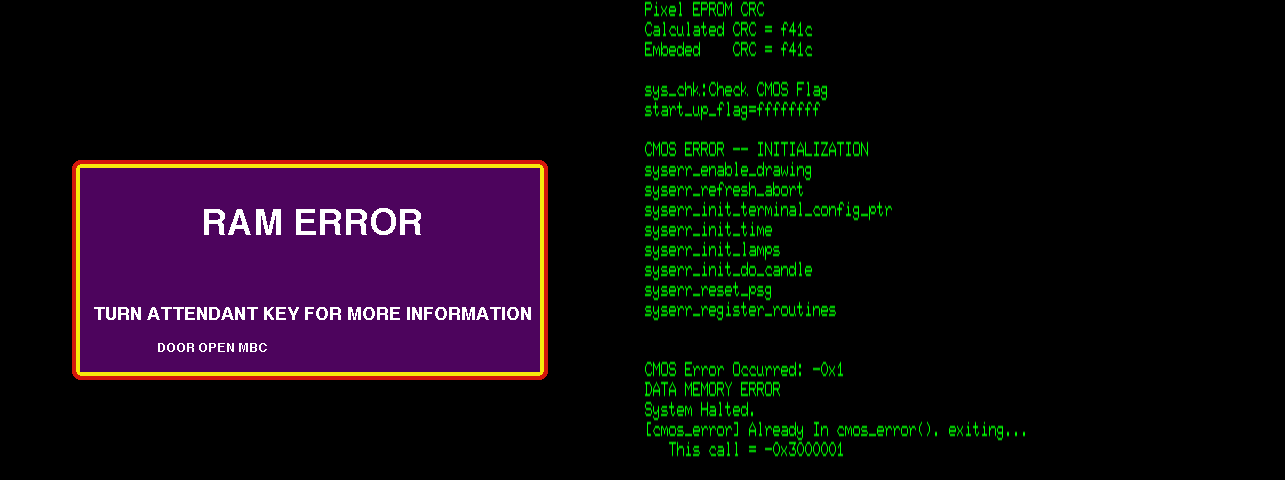 RAM ERROR
TURN ATTENDANT KEY FOR MORE INFORMATION
DOOR OPEN MBC
Pixel EPROM CRC
Calculated CRC = f41c
Embeded    CRC = f41c
sys_chk:Check CMOS Flag
start_up_flag=ffffffff
CMOS ERROR -- INITIALIZATION
syserr_enable_drawing
syserr_refresh_abort
syserr_init_terminal_config_ptr
syserr_init_time
syserr_init_lamps
syserr_init_do_candle
syserr_reset_psg
syserr_register_routines
CMOS Error Occurred: -0x1
DATA MEMORY ERROR
System Halted.
[cmos_error] Already In cmos_error(). exiting...
   This call = -0x3000001